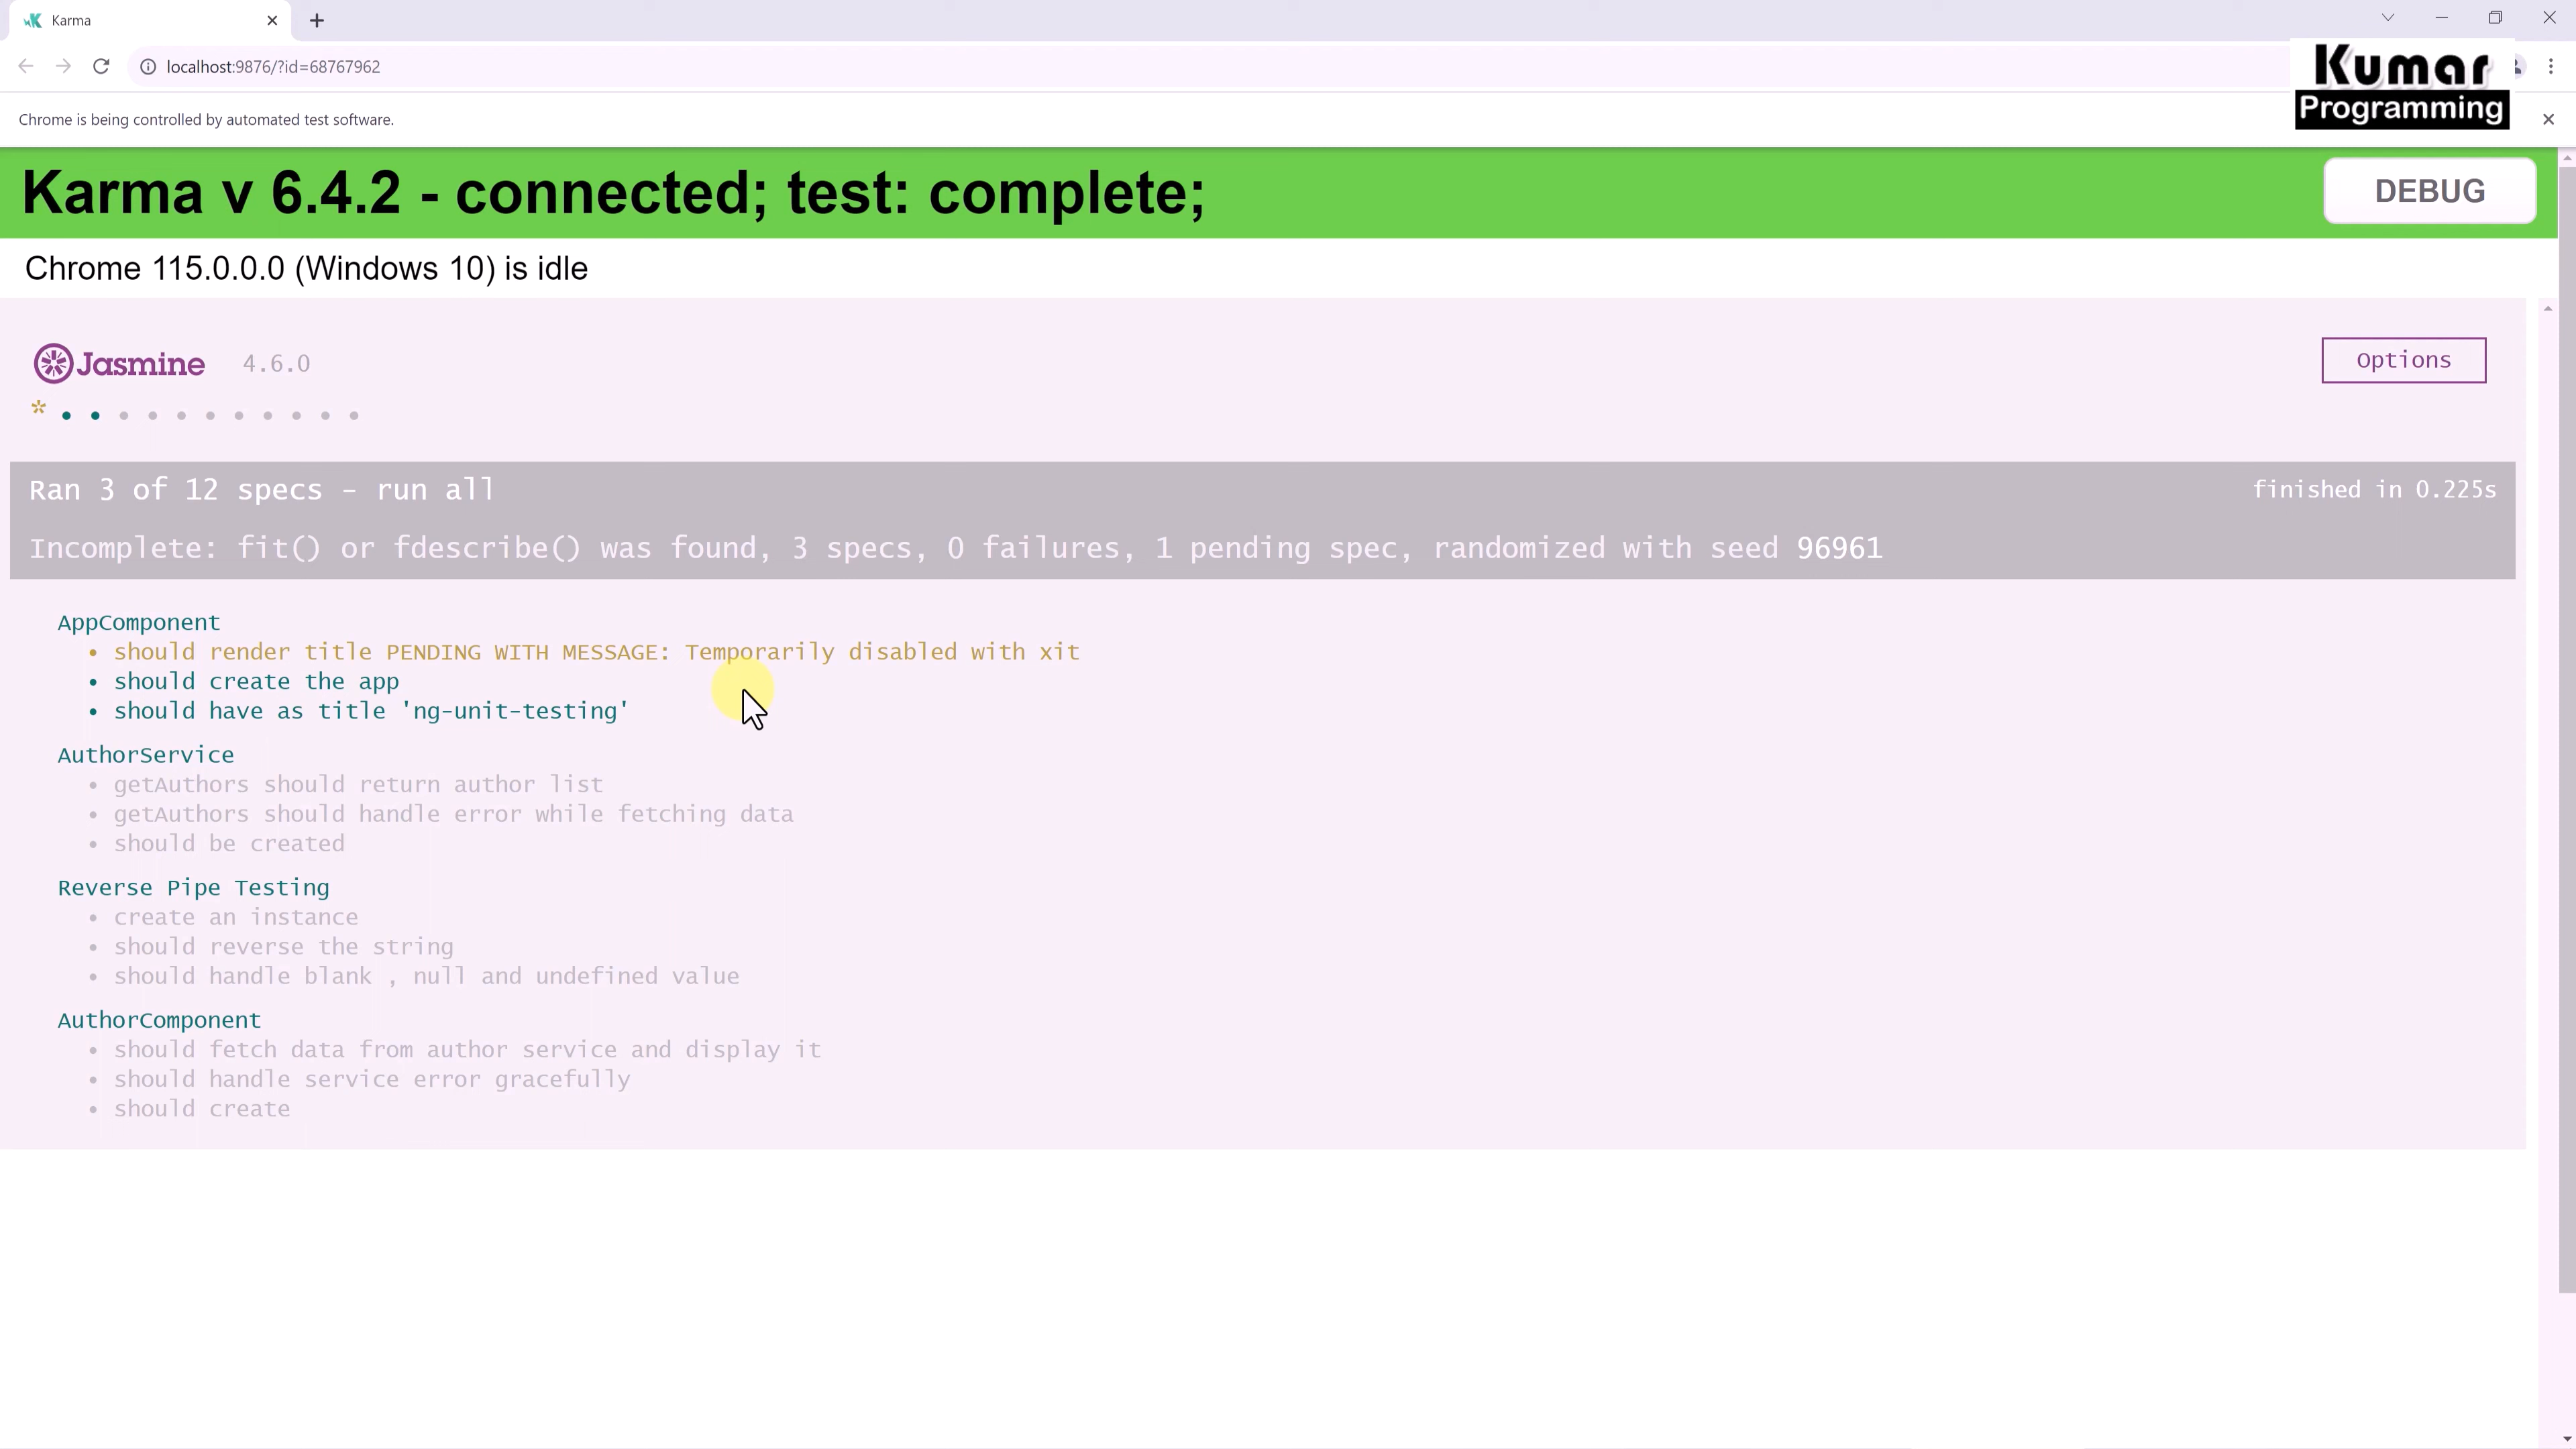 Karma
localhost:9876/?id=68767962
Kumar
Programming
Chrome is being controlled by automated test software.
Karma v 6.4.2 - connected; test: complete;
DEBUG
Chrome 115.0.0.0 (Windows 10) is idle
Jasmine 4.6.0
Options
Ran 3 of 12 specs - run all
finished in 0.225s
Incomplete: fit() or fdescribe() was found, 3 specs, 0 failures, 1 pending spec, randomized with seed 96961
AppComponent
• should render title PENDING WITH MESSAGE: Temporarily disabled with xit
• should create the app
• should have as title 'ng-unit-testing'
AuthorService
• getAuthors should return author list
• getAuthors should handle error while fetching data
• should be created
Reverse Pipe Testing
• create an instance
• should reverse the string
• should handle blank , null and undefined value
AuthorComponent
• should fetch data from author service and display it
• should handle service error gracefully
• should create